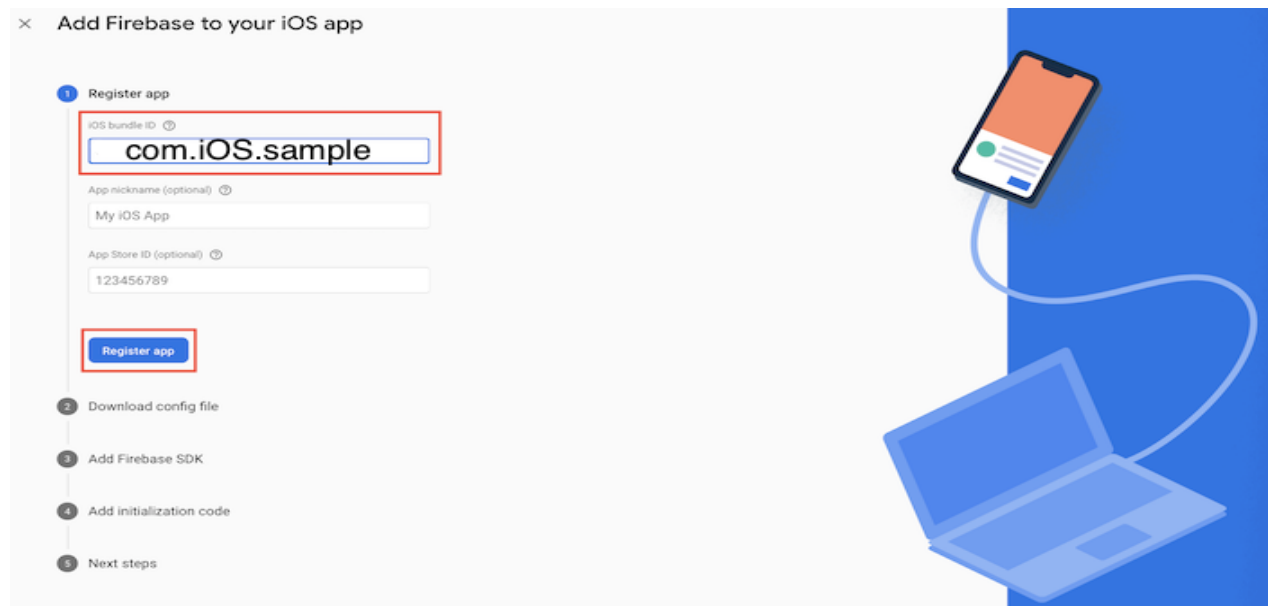 Add Firebase to your iOS app
1 Register app
iOS bundle ID
com.iOS.sample
App nickname (optional)
My iOS App
App Store ID (optional)
123456789
Register app
2 Download config file
3 Add Firebase SDK
4 Add initialization code
5 Next steps